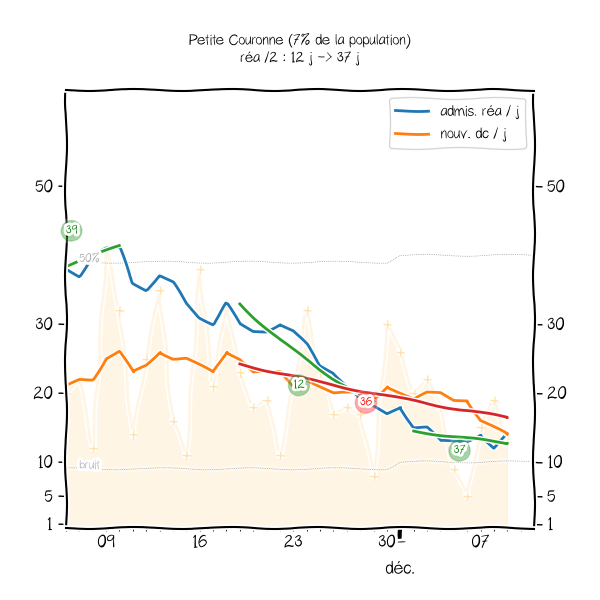 Petite Couronne (7% de la population)
réa /2 : 12 j -> 37 j
admis. réa / j
nouv. dc / j
50 50
39
50%
30 30
20 20
12
36
37
10 10
bruit
5 5
1 1
09 16 23 30 07
déc.